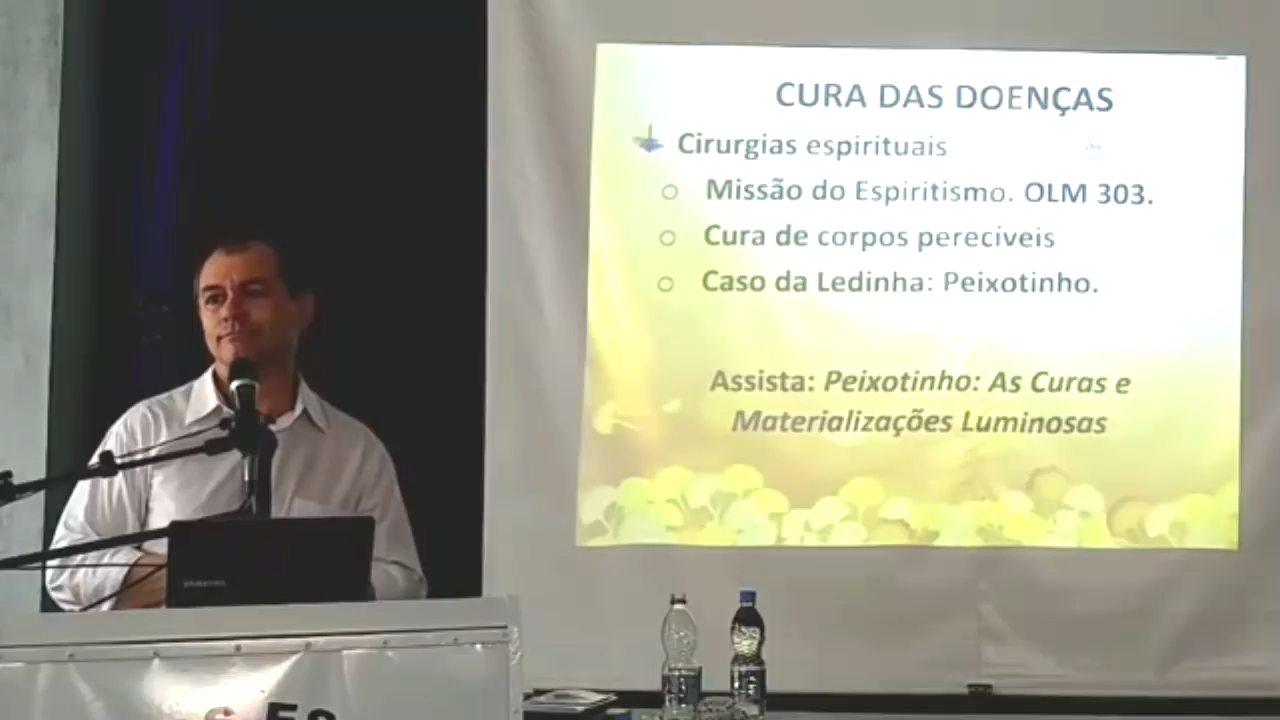 CURA DAS DOENÇAS
Cirurgias espirituais
Missão do Espiritismo. OLM 303.
Cura de corpos perecíveis
Caso da Ledinha: Peixotinho.
Assista: Peixotinho: As Curas e
Materializações Luminosas